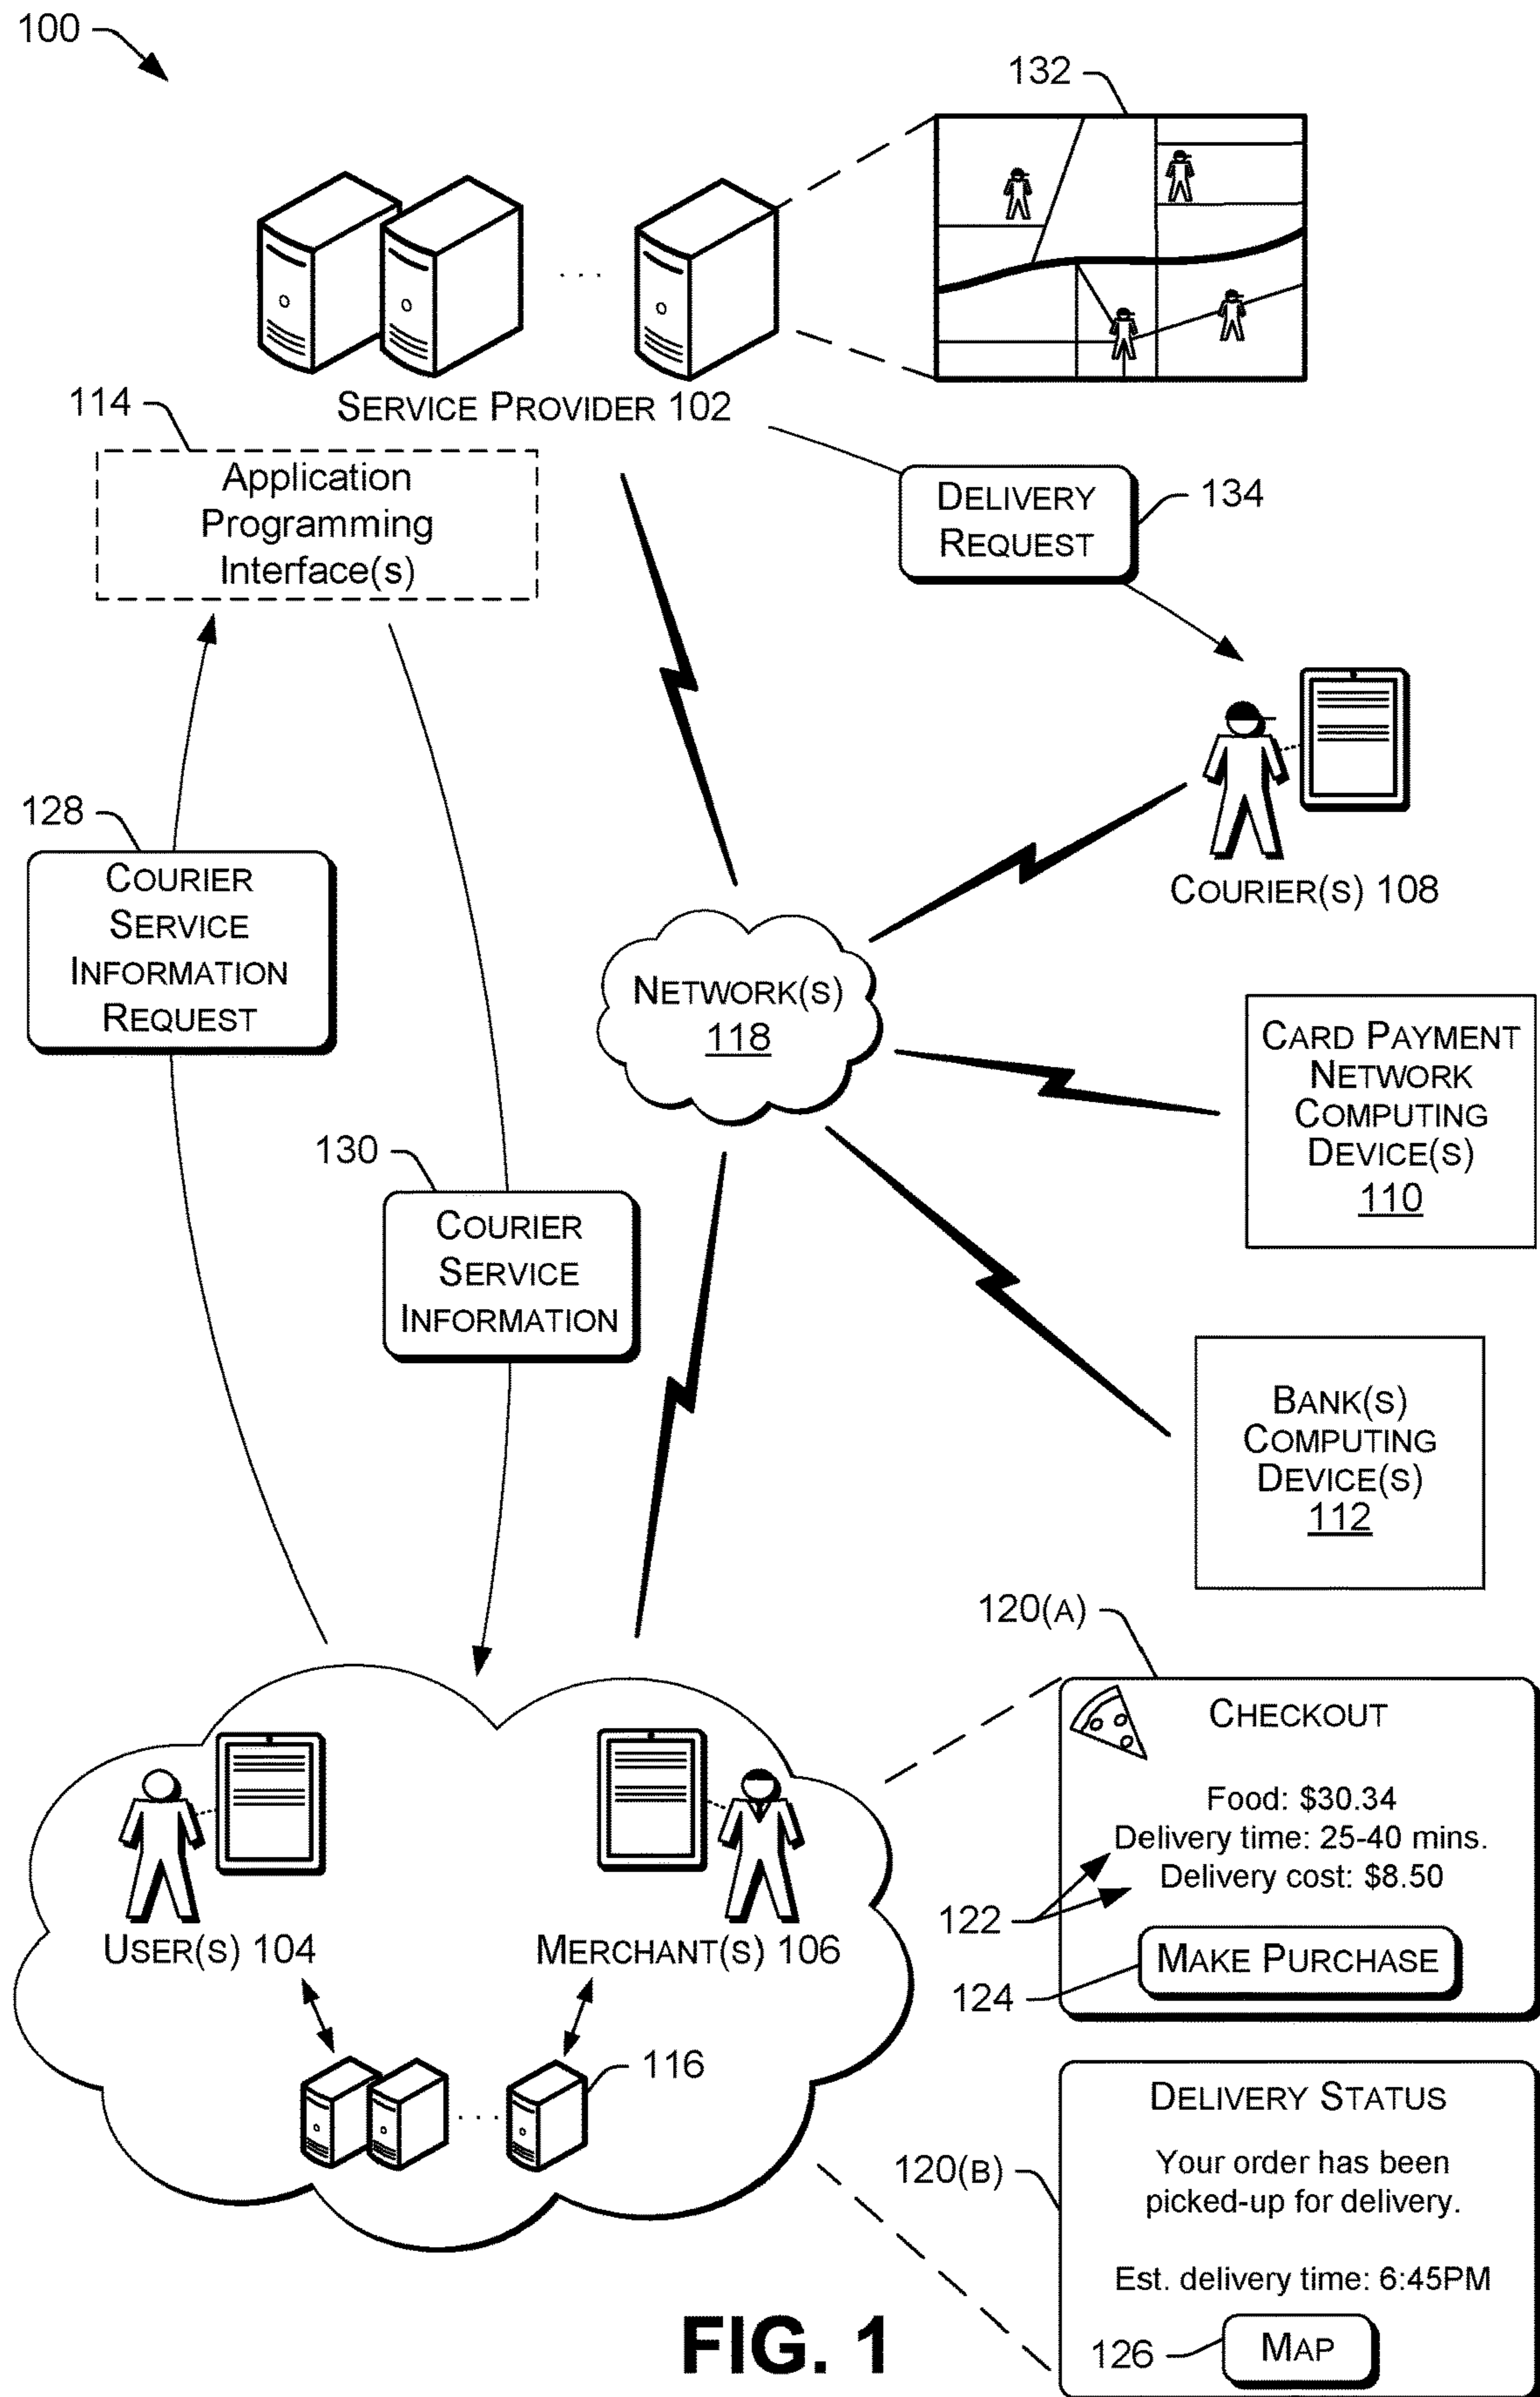 100
132
SERVICE PROVIDER 102
114
Application
Programming
Interface(s)
DELIVERY
REQUEST
134
128
COURIER
SERVICE
INFORMATION
REQUEST
COURIER(S) 108
NETWORK(S)
118
CARD PAYMENT
NETWORK
COMPUTING
DEVICE(S)
110
130
COURIER
SERVICE
INFORMATION
BANK(S)
COMPUTING
DEVICE(S)
112
120(A)
CHECKOUT
Food: $30.34
Delivery time: 25-40 mins.
Delivery cost: $8.50
122
MAKE PURCHASE
124
USER(S) 104
MERCHANT(S) 106
116
DELIVERY STATUS
120(B)
Your order has been
picked-up for delivery.
Est. delivery time: 6:45PM
126
MAP
FIG. 1